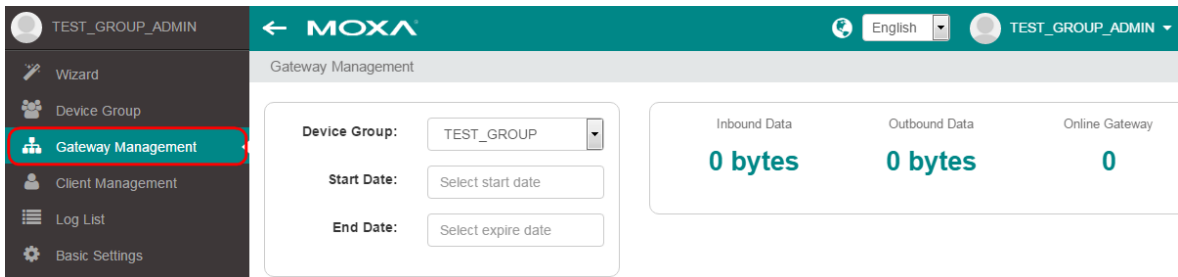 TEST_GROUP_ADMIN
MOXA
English
TEST_GROUP_ADMIN
Wizard
Device Group
Gateway Management
Client Management
Log List
Basic Settings
Gateway Management
Device Group: TEST_GROUP
Start Date: Select start date
End Date: Select expire date
Inbound Data
0 bytes
Outbound Data
0 bytes
Online Gateway
0